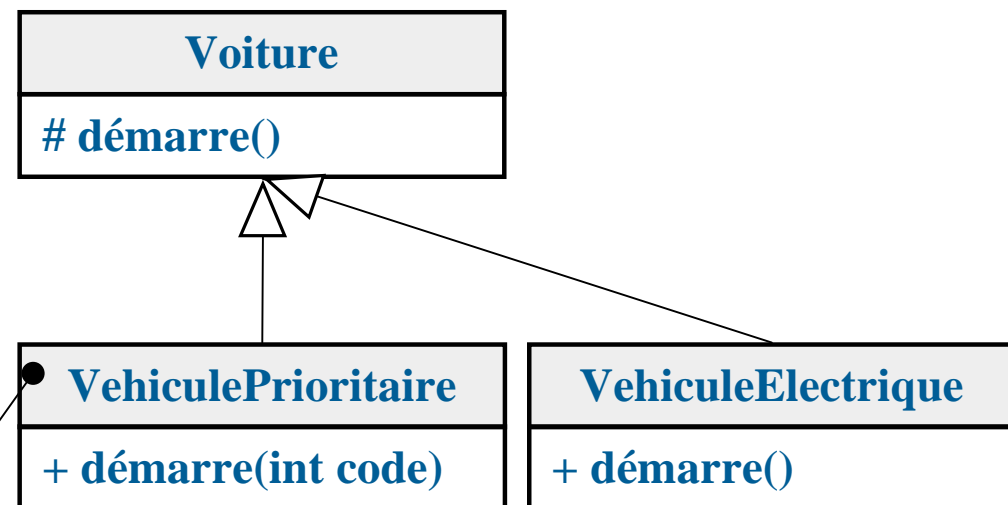 Voiture
# démarre()
VehiculePrioritaire
VehiculeElectrique
+ démarre(int code)
+ démarre()